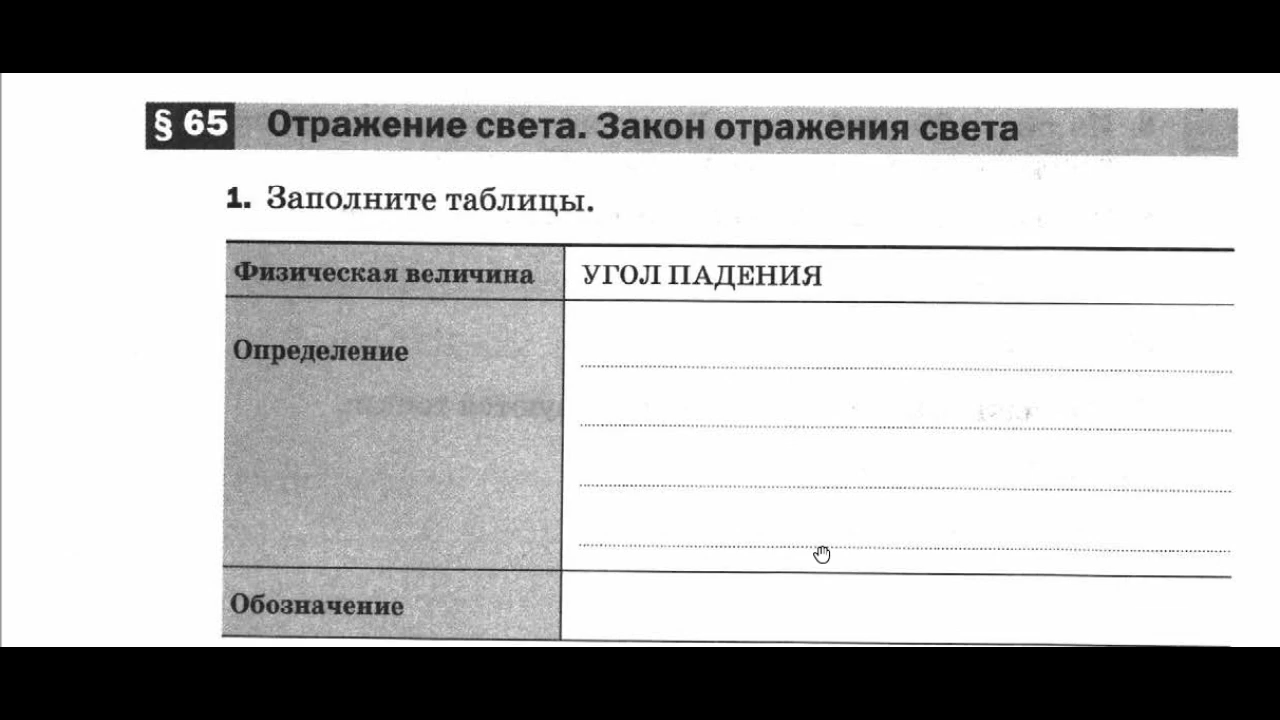 § 65 Отражение света. Закон отражения света
1. Заполните таблицы.
Физическая величина УГОЛ ПАДЕНИЯ
Определение
Обозначение